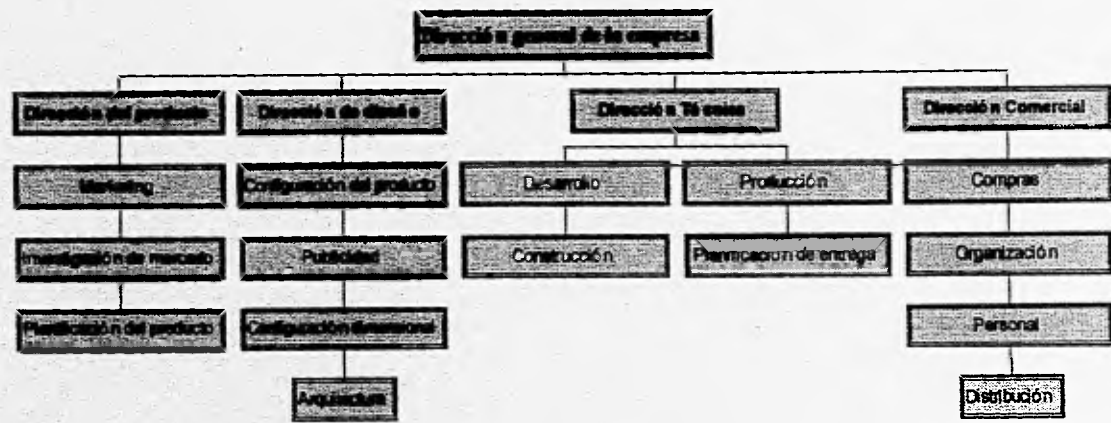 Dirección general de la empresa
Dirección del producto
Dirección de diseño
Dirección Técnica
Dirección Comercial
Marketing
Configuración del producto
Desarrollo
Producción
Compras
Investigación de mercado
Publicidad
Construcción
Planificación de entrega
Organización
Planificación del producto
Configuración dimensional
Personal
Arquitectura
Distribución